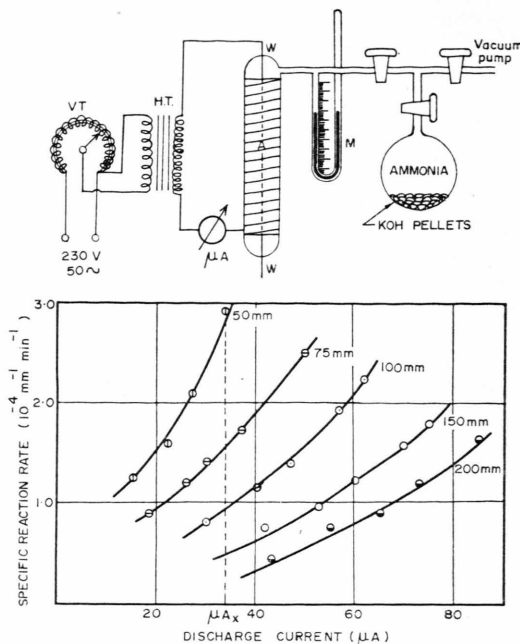 W
Vacuum
pump
VT
H.T.
A
M
AMMONIA
KOH PELLETS
μA
W
230 V
50~
SPECIFIC REACTION RATE (10⁻⁴ mm⁻¹ min⁻¹)
3·0
2·0
1·0
50mm
75mm
100mm
150mm
200mm
20
μAₓ
40
60
80
DISCHARGE CURRENT (μA)